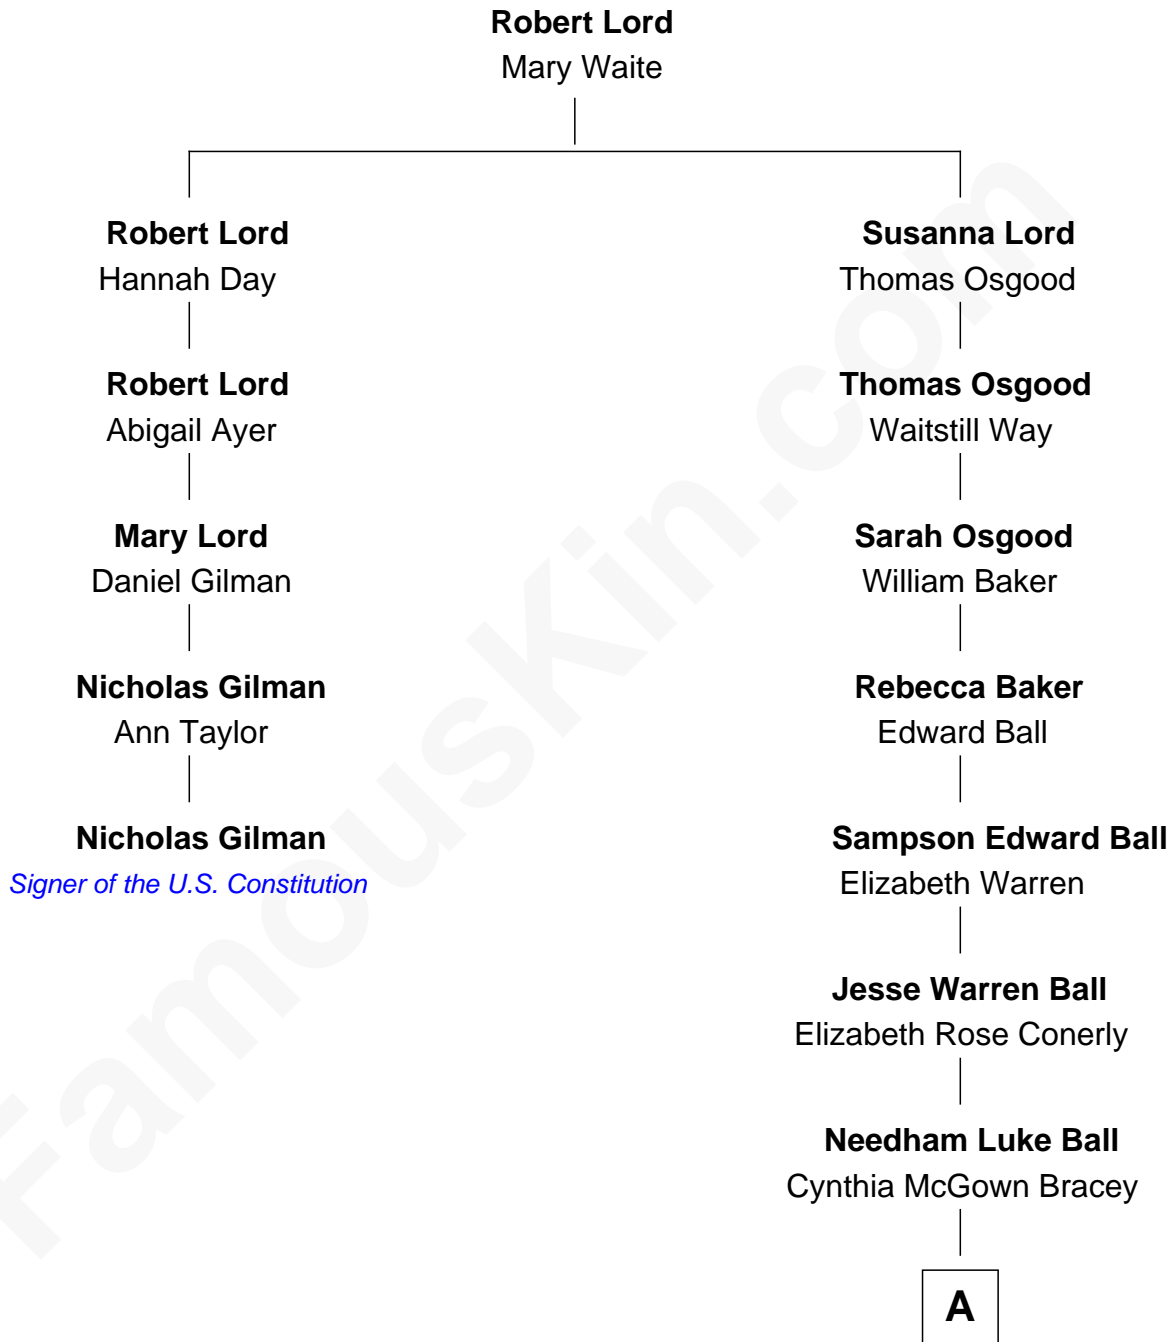 Robert Lord
Mary Waite
Robert Lord
Hannah Day
Susanna Lord
Thomas Osgood
Robert Lord
Abigail Ayer
Thomas Osgood
Waitstill Way
Mary Lord
Daniel Gilman
Sarah Osgood
William Baker
Nicholas Gilman
Ann Taylor
Rebecca Baker
Edward Ball
Nicholas Gilman
Signer of the U.S. Constitution
Sampson Edward Ball
Elizabeth Warren
Jesse Warren Ball
Elizabeth Rose Conerly
Needham Luke Ball
Cynthia McGown Bracey
A
FamousKin.com